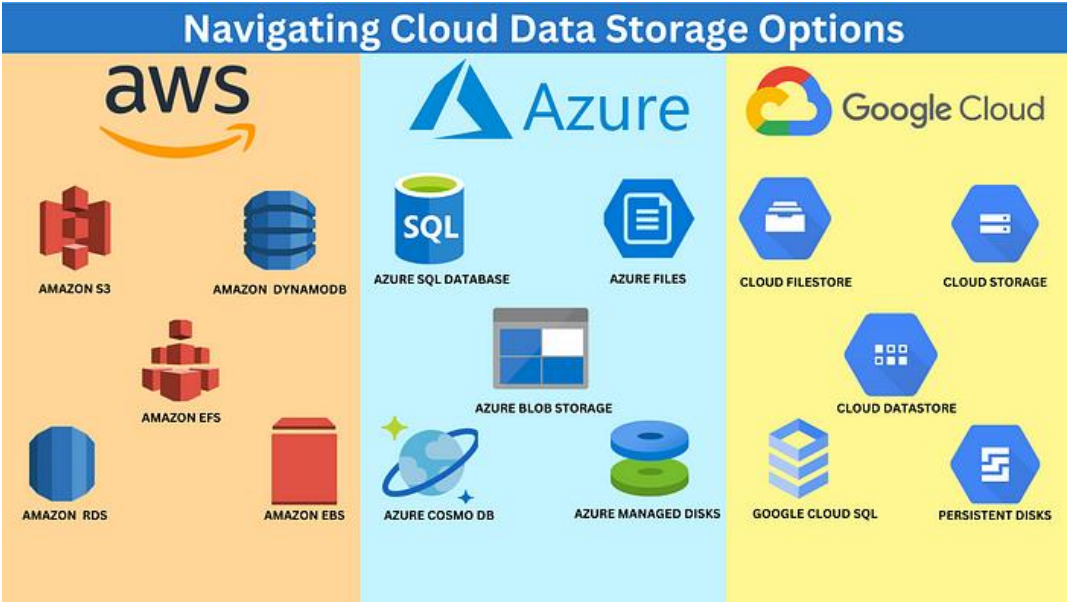 Navigating Cloud Data Storage Options
aws
Azure
Google Cloud
AMAZON S3
AMAZON DYNAMODB
AMAZON EFS
AMAZON RDS
AMAZON EBS
SQL
AZURE SQL DATABASE
AZURE FILES
AZURE BLOB STORAGE
AZURE COSMO DB
AZURE MANAGED DISKS
CLOUD FILESTORE
CLOUD STORAGE
CLOUD DATASTORE
GOOGLE CLOUD SQL
PERSISTENT DISKS